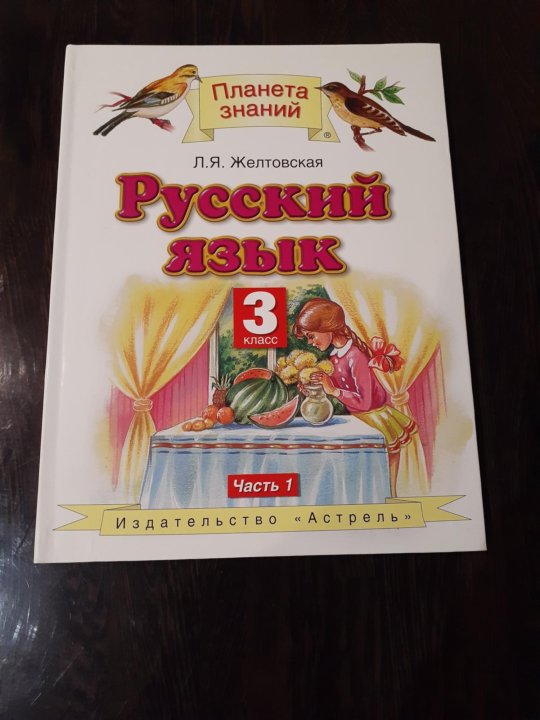 Планета
знаний
®
Л.Я. Желтовская
Русский
язык
3
класс
Часть 1
Издательство «Астрель»